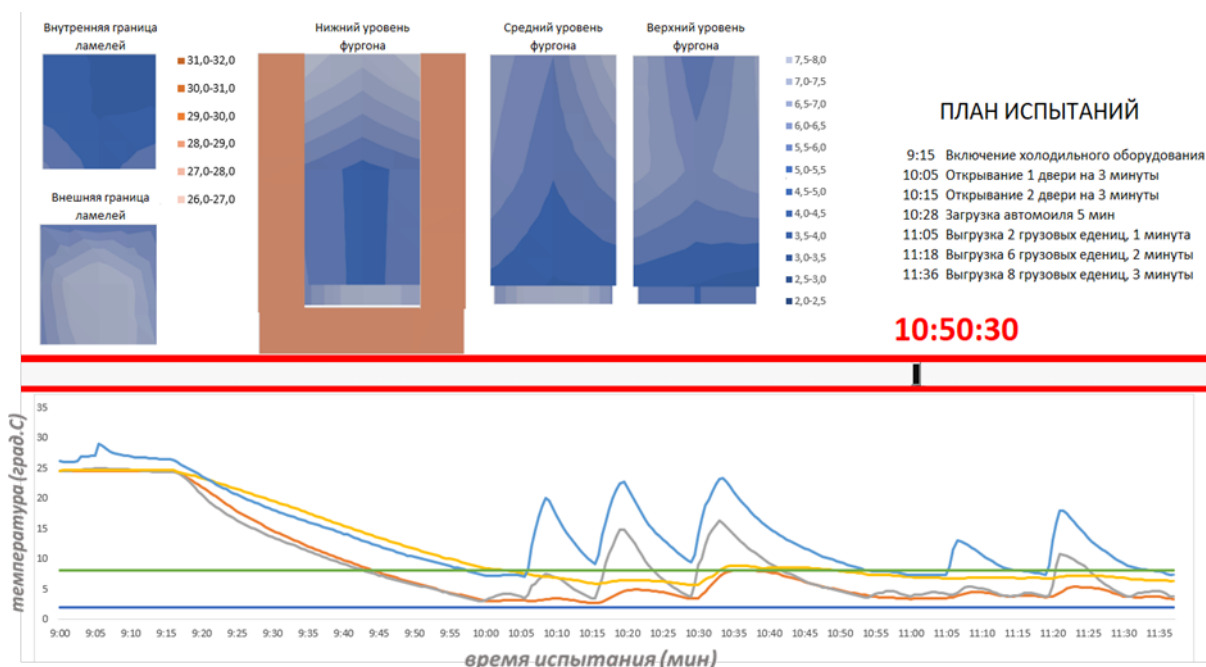 Внутренняя граница
ламелей
31,0-32,0
30,0-31,0
29,0-30,0
28,0-29,0
27,0-28,0
26,0-27,0
Внешняя граница
ламелей
Нижний уровень
фургона
Средний уровень
фургона
Верхний уровень
фургона
7,5-8,0
7,0-7,5
6,5-7,0
6,0-6,5
5,5-6,0
5,0-5,5
4,5-5,0
4,0-4,5
3,5-4,0
3,0-3,5
2,5-3,0
2,0-2,5
ПЛАН ИСПЫТАНИЙ
9:15 Включение холодильного оборудования
10:05 Открывание 1 двери на 3 минуты
10:15 Открывание 2 двери на 3 минуты
10:28 Загрузка автомоиля 5 мин
11:05 Выгрузка 2 грузовых едениц, 1 минута
11:18 Выгрузка 6 грузовых едениц, 2 минуты
11:36 Выгрузка 8 грузовых едениц, 3 минуты
10:50:30
температура (град.С)
35
30
25
20
15
10
5
0
9:00 9:05 9:10 9:15 9:20 9:25 9:30 9:35 9:40 9:45 9:50 9:55 10:00 10:05 10:10 10:15 10:20 10:25 10:30 10:35 10:40 10:45 10:50 10:55 11:00 11:05 11:10 11:15 11:20 11:25 11:30 11:35
время испытания (мин)